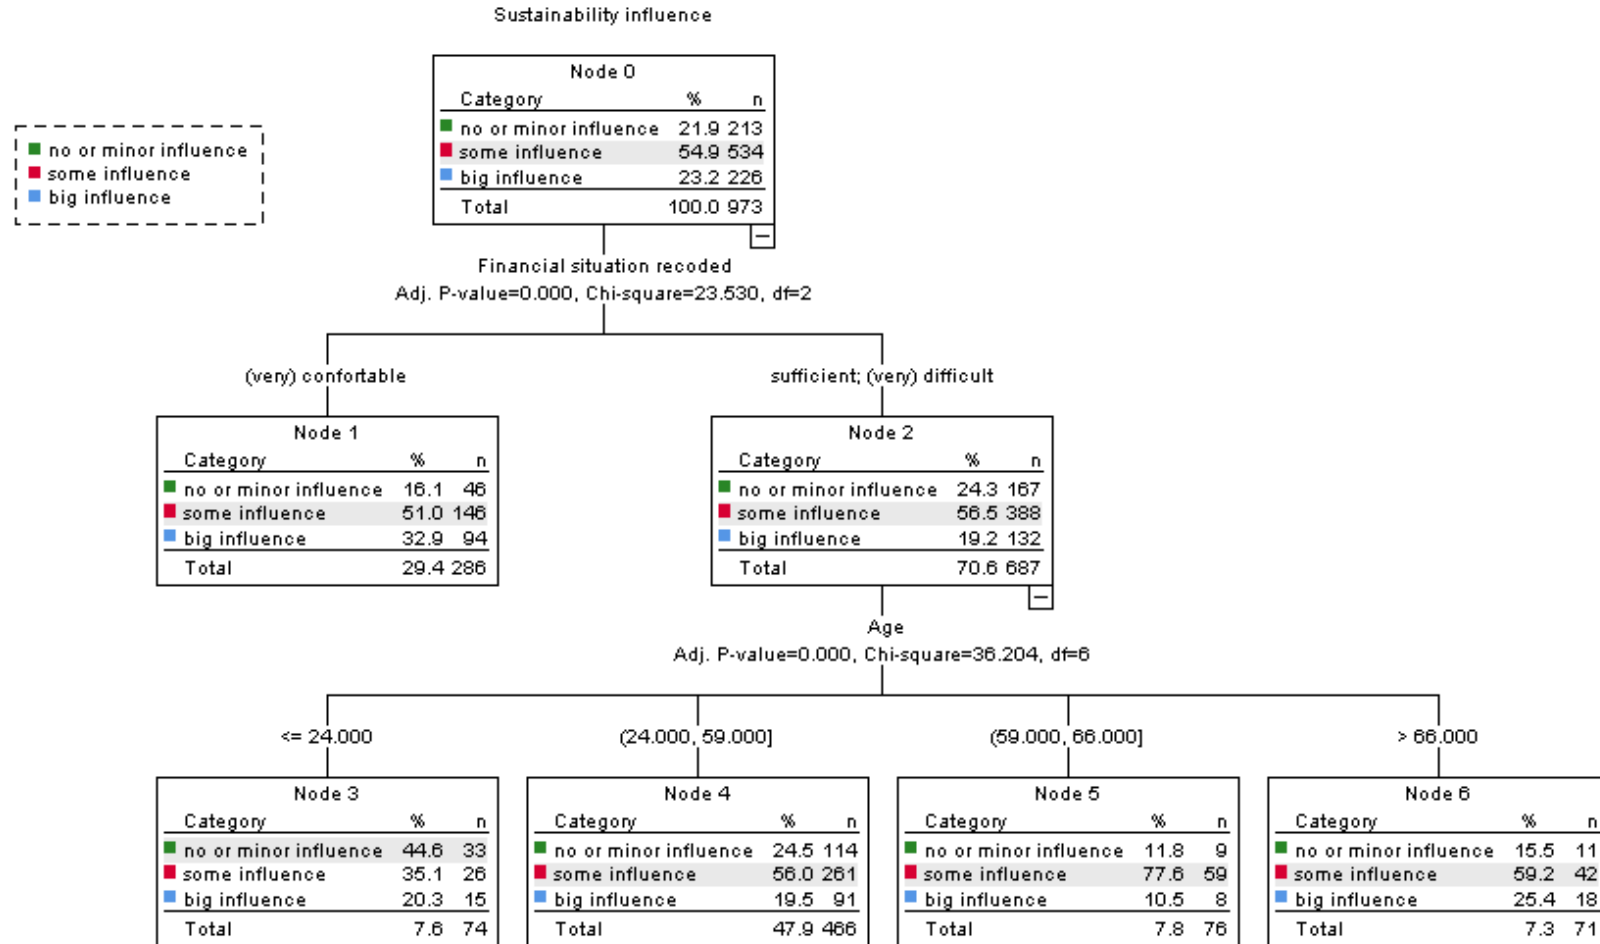 Sustainability influence
Node 0
Category % n
no or minor influence 21.9 213
some influence 54.9 534
big influence 23.2 226
Total 100.0 973
no or minor influence
some influence
big influence
Financial situation recoded
Adj. P-value=0.000, Chi-square=23.530, df=2
(very) confortable
sufficient; (very) difficult
Node 1
Category % n
no or minor influence 16.1 46
some influence 51.0 146
big influence 32.9 94
Total 29.4 286
Node 2
Category % n
no or minor influence 24.3 167
some influence 56.5 388
big influence 19.2 132
Total 70.6 687
Age
Adj. P-value=0.000, Chi-square=36.204, df=6
<= 24.000
(24.000, 59.000]
(59.000, 66.000]
> 66.000
Node 3
Category % n
no or minor influence 44.6 33
some influence 35.1 26
big influence 20.3 15
Total 7.6 74
Node 4
Category % n
no or minor influence 24.5 114
some influence 56.0 261
big influence 19.5 91
Total 47.9 466
Node 5
Category % n
no or minor influence 11.8 9
some influence 77.6 59
big influence 10.5 8
Total 7.8 76
Node 6
Category % n
no or minor influence 15.5 11
some influence 59.2 42
big influence 25.4 18
Total 7.3 71